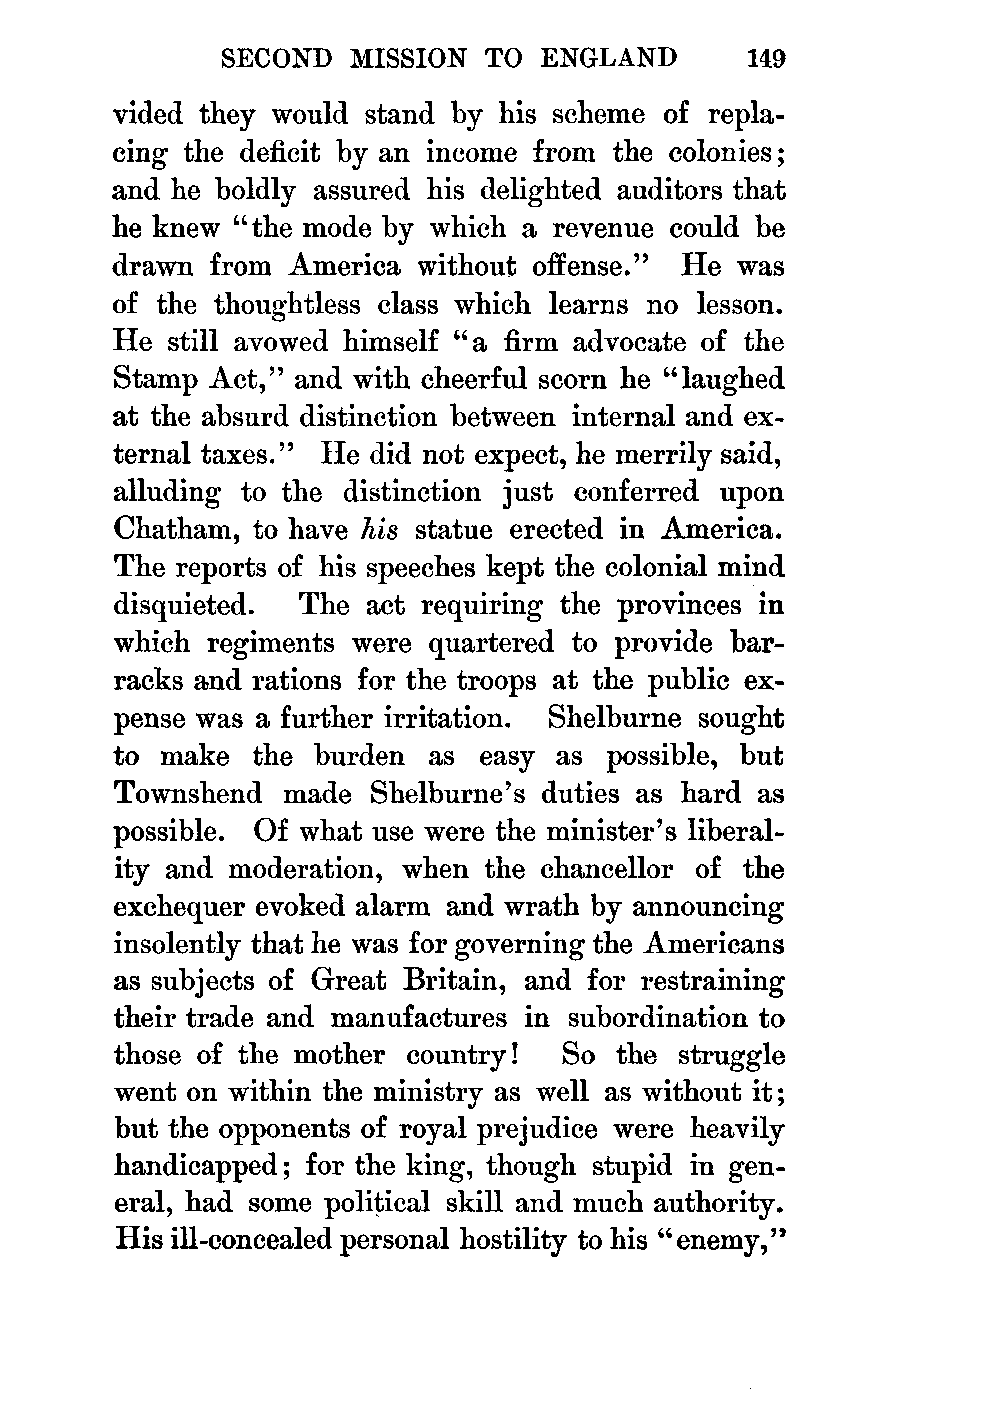 SECOND MISSION TO ENGLAND 149
vided they would stand by his scheme of repla-
cing the deficit by an income from the colonies;
and he boldly assured his delighted auditors that
he knew “the mode by which a revenue could be
drawn from America without offense.” He was
of the thoughtless class which learns no lesson.
He still avowed himself “a firm advocate of the
Stamp Act,” and with cheerful scorn he “laughed
at the absurd distinction between internal and ex-
ternal taxes.” He did not expect, he merrily said,
alluding to the distinction just conferred upon
Chatham, to have his statue erected in America.
The reports of his speeches kept the colonial mind
disquieted. The act requiring the provinces in
which regiments were quartered to provide bar-
racks and rations for the troops at the public ex-
pense was a further irritation. Shelburne sought
to make the burden as easy as possible, but
Townshend made Shelburne’s duties as hard as
possible. Of what use were the minister’s liberal-
ity and moderation, when the chancellor of the
exchequer evoked alarm and wrath by announcing
insolently that he was for governing the Americans
as subjects of Great Britain, and for restraining
their trade and manufactures in subordination to
those of the mother country! So the struggle
went on within the ministry as well as without it;
but the opponents of royal prejudice were heavily
handicapped; for the king, though stupid in gen-
eral, had some political skill and much authority.
His ill-concealed personal hostility to his “enemy,”